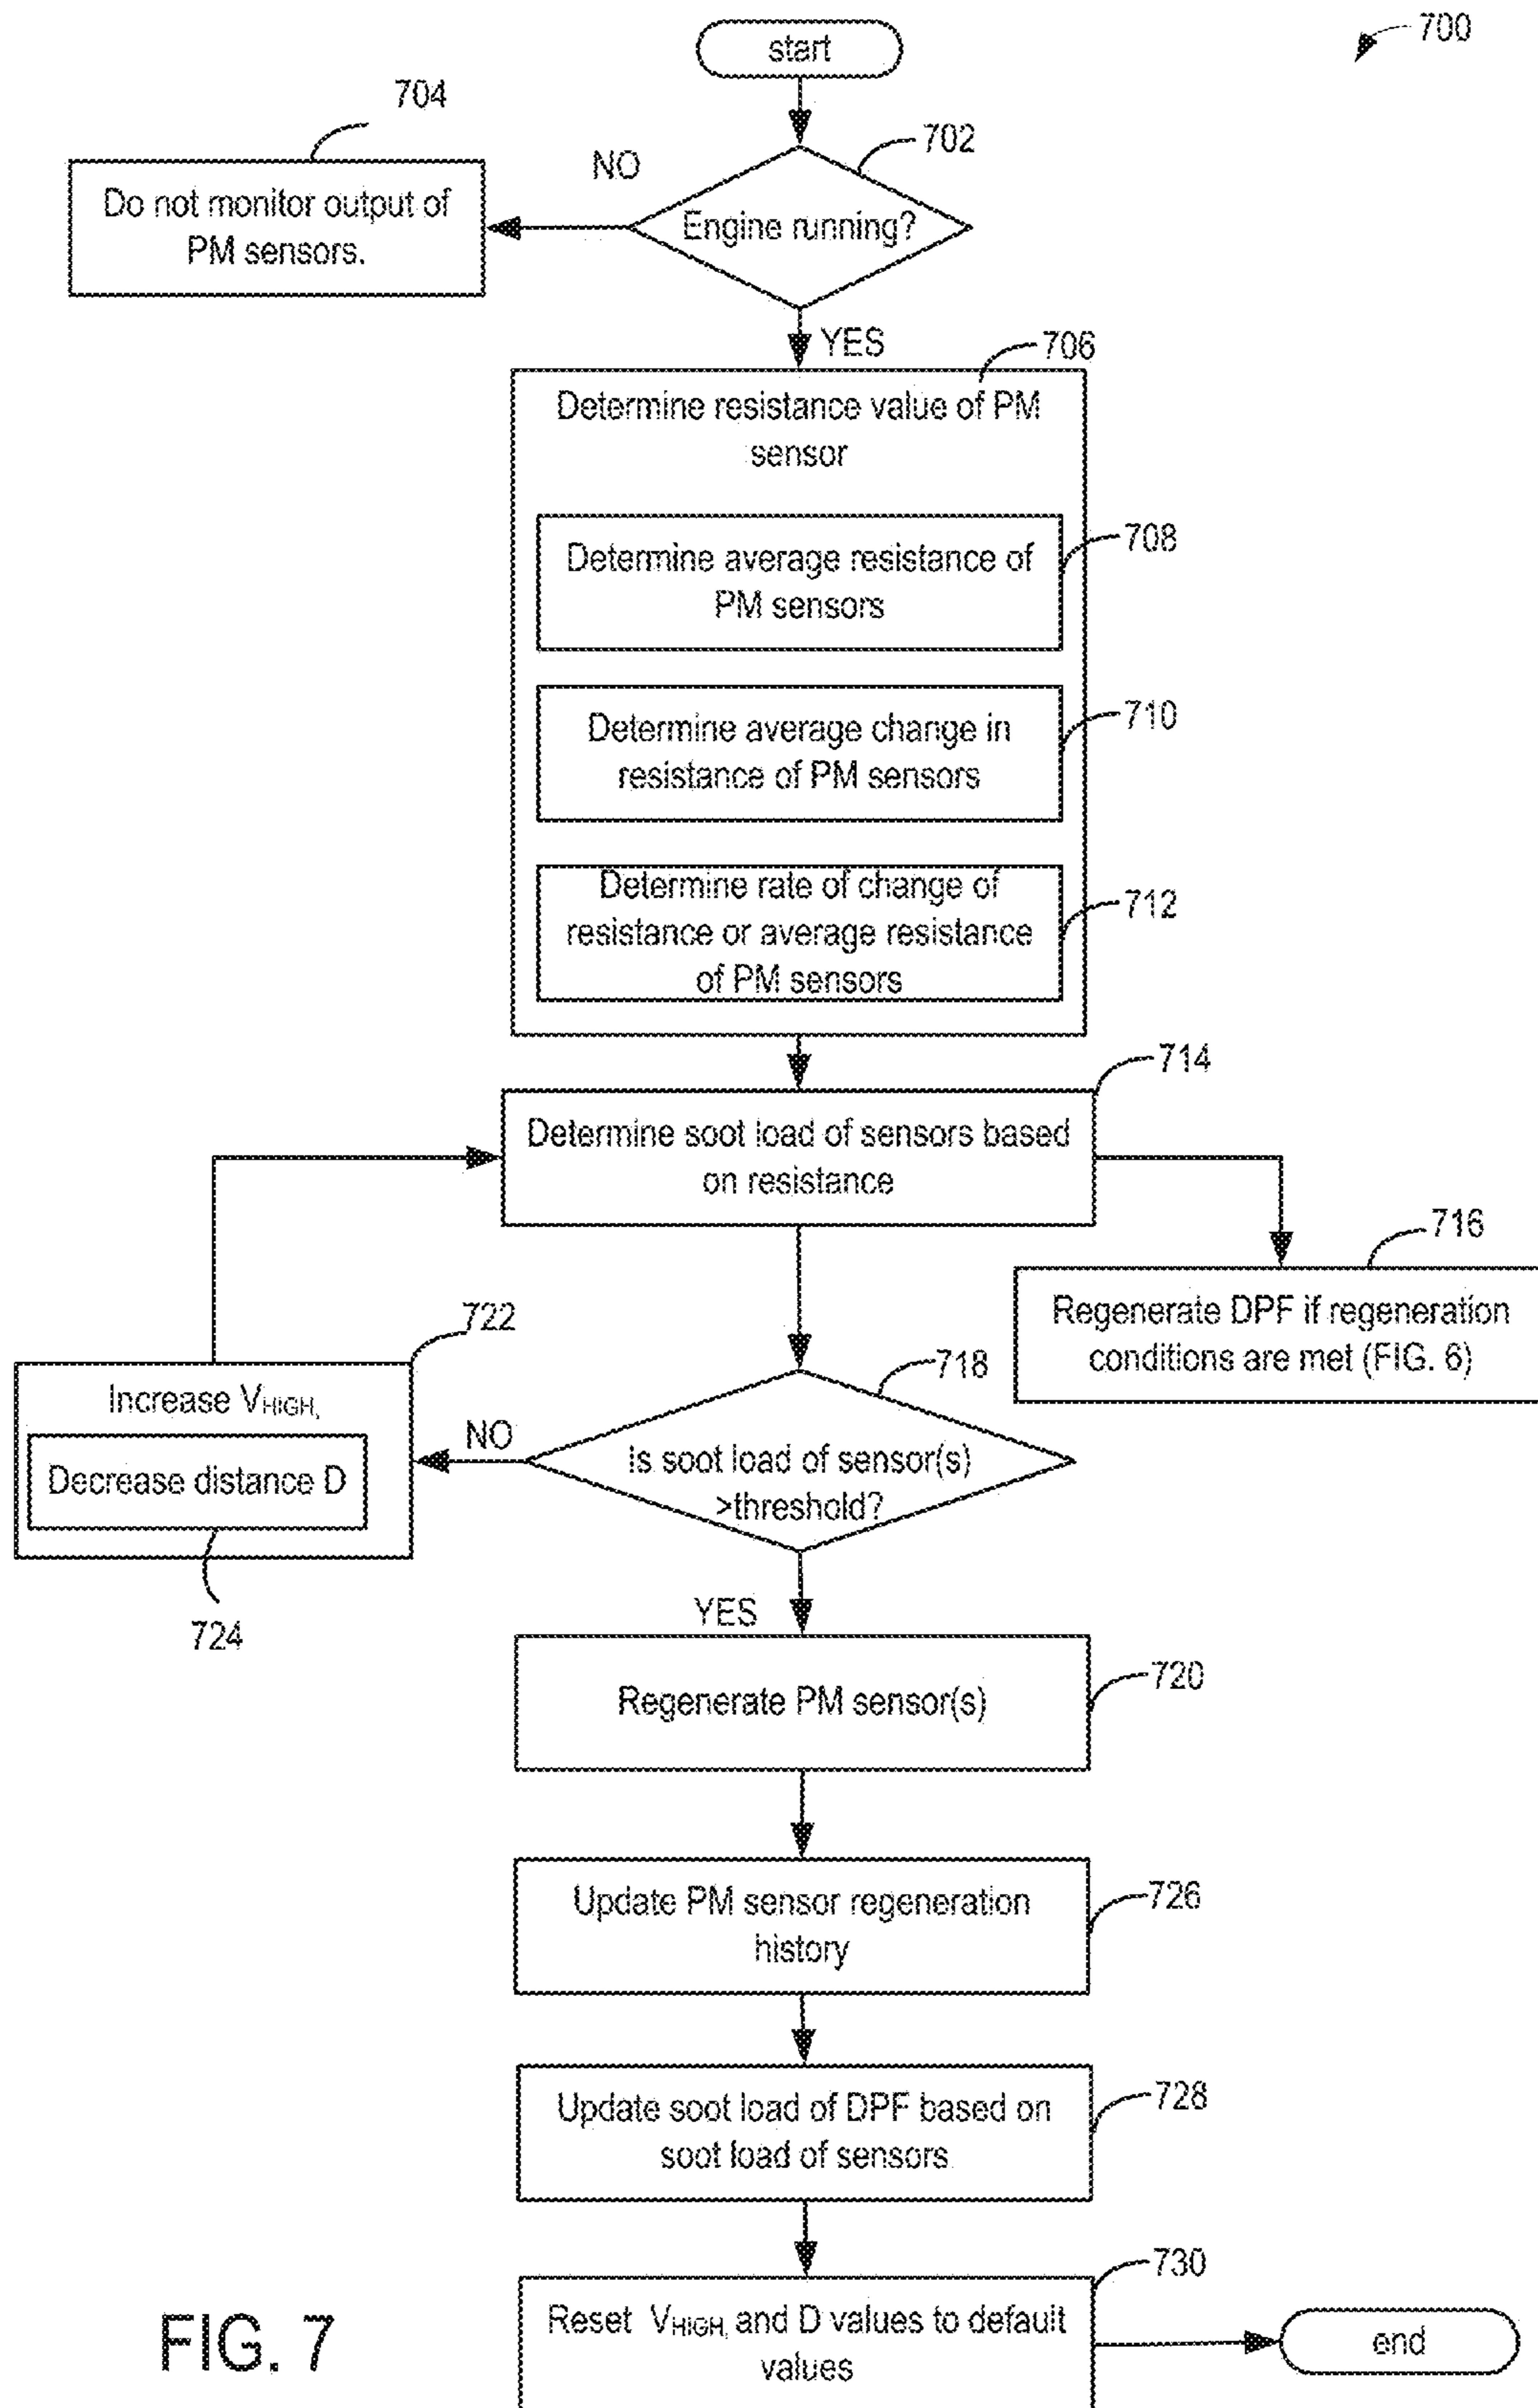 700
start
704
702
NO
Do not monitor output of
PM sensors.
Engine running?
YES
706
Determine resistance value of PM
sensor
708
Determine average resistance of
PM sensors
710
Determine average change in
resistance of PM sensors
712
Determine rate of change of
resistance or average resistance
of PM sensors
714
Determine soot load of sensors based
on resistance
716
Regenerate DPF if regeneration
conditions are met (FIG. 6)
722
718
Increase VHIGH,
Decrease distance D
NO
Is soot load of sensor(s)
>threshold?
724
YES
720
Regenerate PM sensor(s)
726
Update PM sensor regeneration
history
728
Update soot load of DPF based on
soot load of sensors
730
Reset VHIGH, and D values to default
values
end
FIG. 7